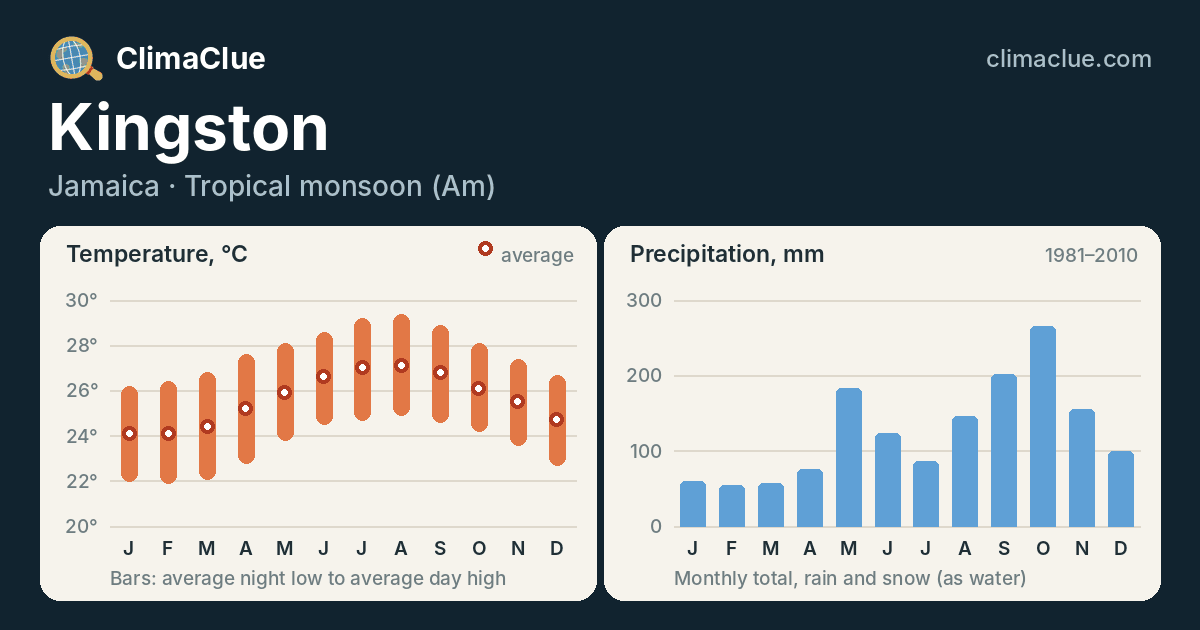 ClimaClue
climaclue.com
Kingston
Jamaica · Tropical monsoon (Am)
Temperature, °C
average
30°
28°
26°
24°
22°
20°
J F M A M J J A S O N D
Bars: average night low to average day high
Precipitation, mm
1981–2010
300
200
100
0
J F M A M J J A S O N D
Monthly total, rain and snow (as water)